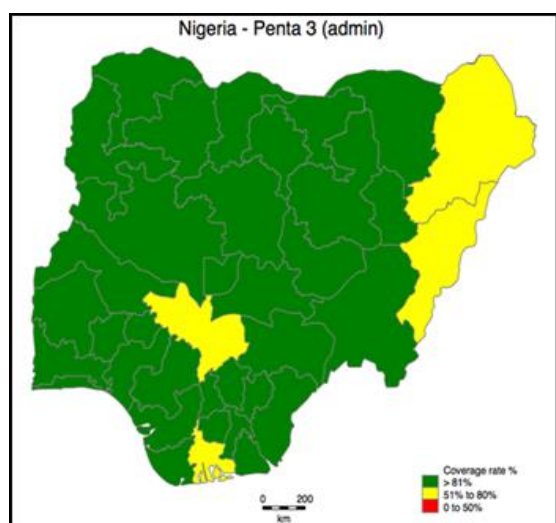 Nigeria - Penta 3 (admin)
Coverage rate %
> 81%
51% to 80%
0 to 50%
0 200
km